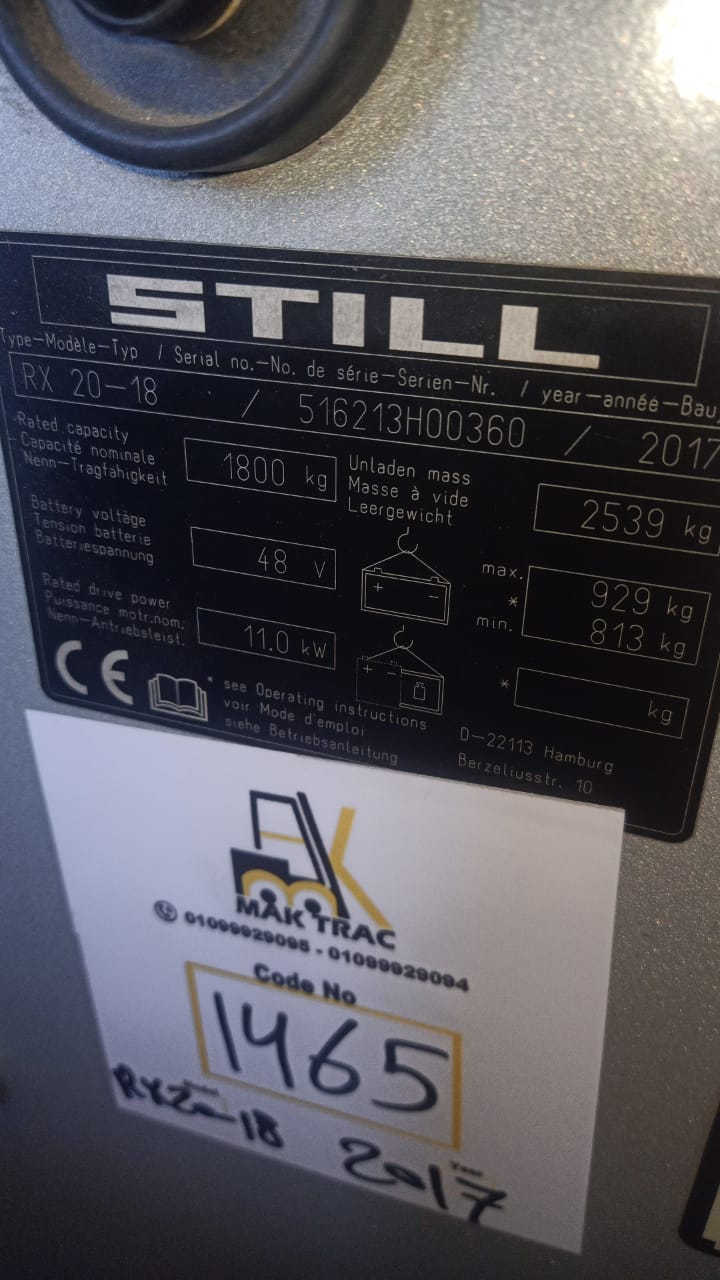 STILL
Type-Modèle-Typ / Serial no.-No. de série-Serien-Nr. / year-année-Bauj
RX 20-18 / 516213H00360 / 2017
Rated capacity
Capacité nominale
Nenn-Tragfähigkeit
1800 kg
Unladen mass
Masse à vide
Leergewicht
2539 kg
Battery voltage
Tension batterie
Batteriespannung
48 V
+ -
max. 929 kg
*
min. 813 kg
Rated drive power
Puissance motr.nom.
Nenn-Antriebsleist.
11.0 kW
+ -
* kg
CE
* see Operating instructions
voir Mode d'emploi
siehe Betriebsanleitung
D-22113 Hamburg
Berzeliusstr. 10
MAK TRAC
01099929095 - 01099929094
Code No
1465
Model
RX20-18
Year
2017